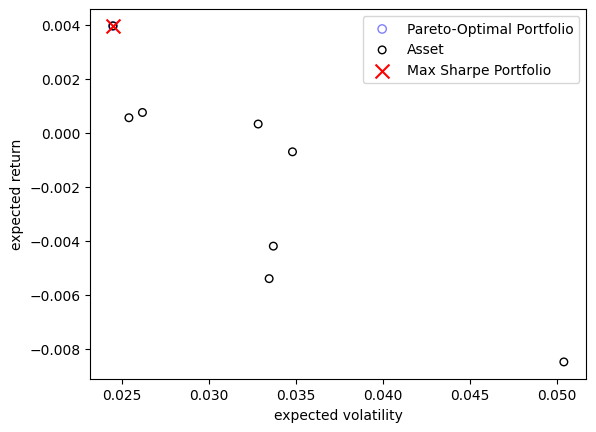 Pareto-Optimal Portfolio
Asset
Max Sharpe Portfolio
0.004
0.002
0.000
−0.002
−0.004
−0.006
−0.008
expected return
0.025
0.030
0.035
0.040
0.045
0.050
expected volatility